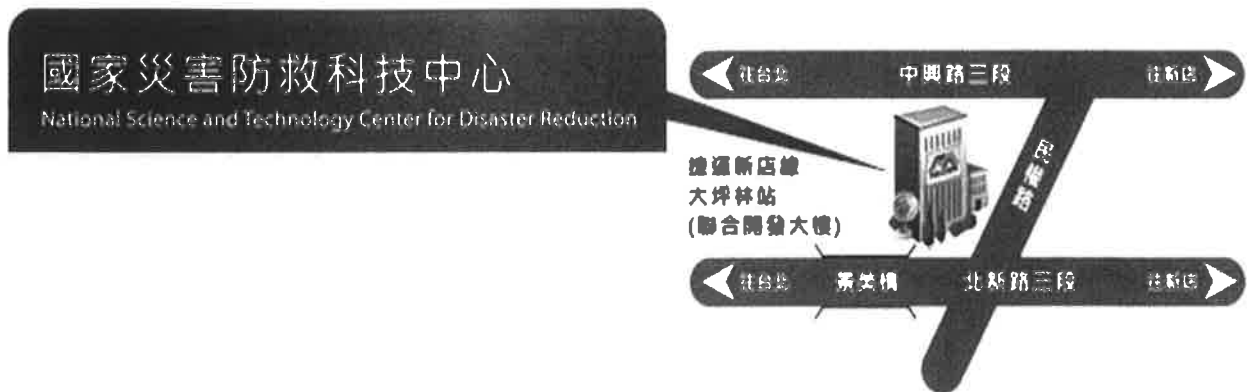 國家災害防救科技中心
National Science and Technology Center for Disaster Reduction
往台北 中興路三段 往新店
民權路
捷運新店線
大坪林站
(聯合開發大樓)
往台北 景美橋 北新路三段 往新店